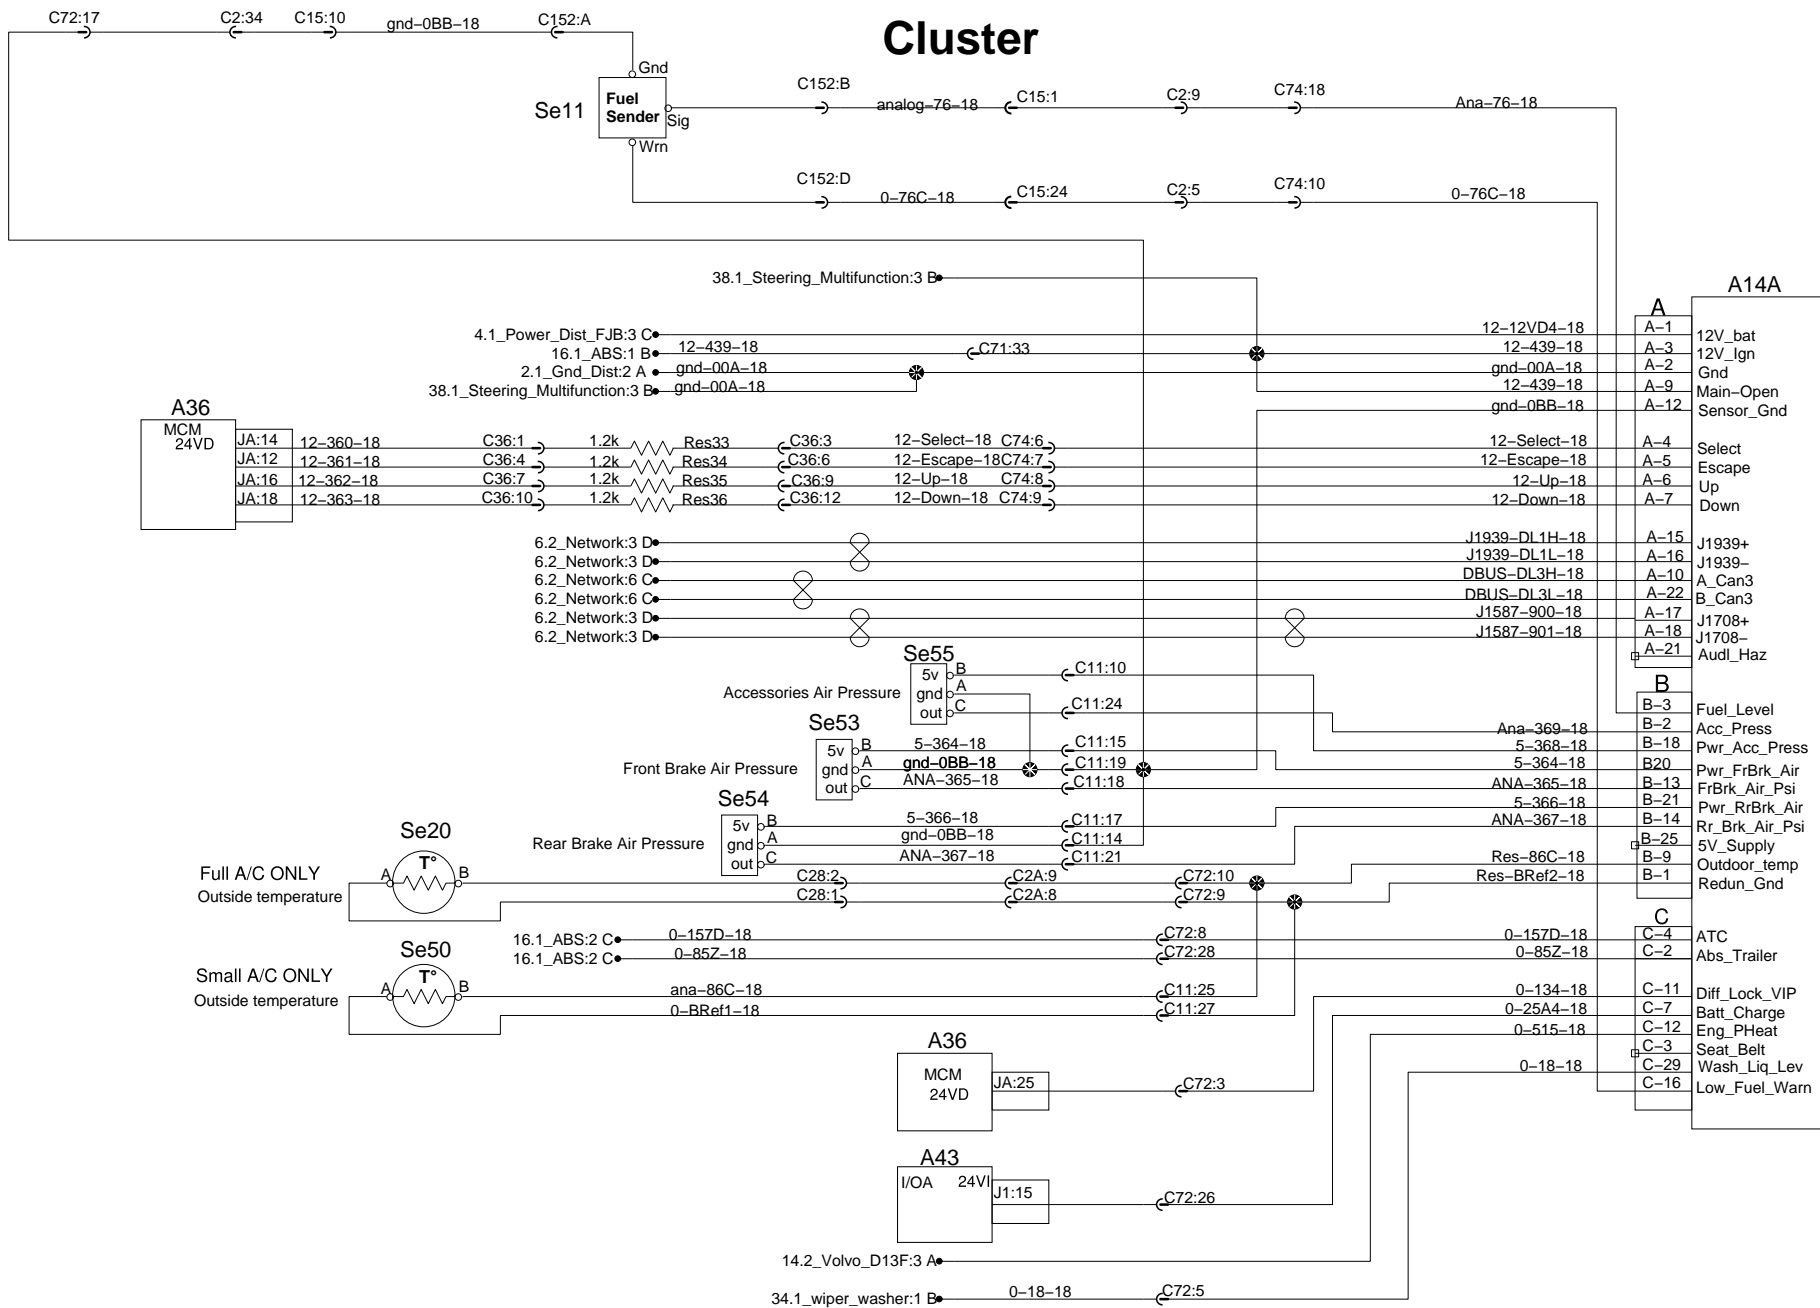 Cluster
C72:17 C2:34 C15:10 gnd–0BB–18 C152:A
Gnd
Se11 Fuel Sender Sig
Wrn
C152:B analog–76–18 C15:1 C2:9 C74:18 Ana–76–18
C152:D 0–76C–18 C15:24 C2:5 C74:10 0–76C–18
38.1_Steering_Multifunction:3 B
A14A
A
4.1_Power_Dist_FJB:3 C 12–12VD4–18 A–1 12V_bat
16.1_ABS:1 B 12–439–18 C71:33 12–439–18 A–3 12V_Ign
2.1_Gnd_Dist:2 A gnd–00A–18 gnd–00A–18 A–2 Gnd
38.1_Steering_Multifunction:3 B gnd–00A–18 12–439–18 A–9 Main–Open
gnd–0BB–18 A–12 Sensor_Gnd
A36
MCM
24VD
JA:14 12–360–18 C36:1 1.2k Res33 C36:3 12–Select–18 C74:6 12–Select–18 A–4 Select
JA:12 12–361–18 C36:4 1.2k Res34 C36:6 12–Escape–18 C74:7 12–Escape–18 A–5 Escape
JA:16 12–362–18 C36:7 1.2k Res35 C36:9 12–Up–18 C74:8 12–Up–18 A–6 Up
JA:18 12–363–18 C36:10 1.2k Res36 C36:12 12–Down–18 C74:9 12–Down–18 A–7 Down
6.2_Network:3 D J1939–DL1H–18 A–15 J1939+
6.2_Network:3 D J1939–DL1L–18 A–16 J1939–
6.2_Network:6 C DBUS–DL3H–18 A–10 A_Can3
6.2_Network:6 C DBUS–DL3L–18 A–22 B_Can3
6.2_Network:3 D J1587–900–18 A–17 J1708+
6.2_Network:3 D J1587–901–18 A–18 J1708–
A–21 Audl_Haz
Se55
Accessories Air Pressure
5v B C11:10
gnd A
out C C11:24
B
B–3 Fuel_Level
Ana–369–18 B–2 Acc_Press
5–368–18 B–18 Pwr_Acc_Press
Se53
Front Brake Air Pressure
5v B 5–364–18 C11:15 5–364–18 B20 Pwr_FrBrk_Air
gnd A gnd–0BB–18 C11:19
out C ANA–365–18 C11:18 ANA–365–18 B–13 FrBrk_Air_Psi
Se54
Rear Brake Air Pressure
5v B 5–366–18 C11:17 5–366–18 B–21 Pwr_RrBrk_Air
gnd A gnd–0BB–18 C11:14
out C ANA–367–18 C11:21 ANA–367–18 B–14 Rr_Brk_Air_Psi
B–25 5V_Supply
Se20
T°
Full A/C ONLY
Outside temperature
A B C28:2 C2A:9 C72:10 Res–86C–18 B–9 Outdoor_temp
C28:1 C2A:8 C72:9 Res–BRef2–18 B–1 Redun_Gnd
C
16.1_ABS:2 C 0–157D–18 C72:8 0–157D–18 C–4 ATC
16.1_ABS:2 C 0–85Z–18 C72:28 0–85Z–18 C–2 Abs_Trailer
Se50
T°
Small A/C ONLY
Outside temperature
A B ana–86C–18 C11:25
0–BRef1–18 C11:27
0–134–18 C–11 Diff_Lock_VIP
0–25A4–18 C–7 Batt_Charge
0–515–18 C–12 Eng_PHeat
C–3 Seat_Belt
0–18–18 C–29 Wash_Liq_Lev
C–16 Low_Fuel_Warn
A36
MCM
24VD
JA:25 C72:3
A43
I/OA 24VI
J1:15 C72:26
14.2_Volvo_D13F:3 A
34.1_wiper_washer:1 B 0–18–18 C72:5